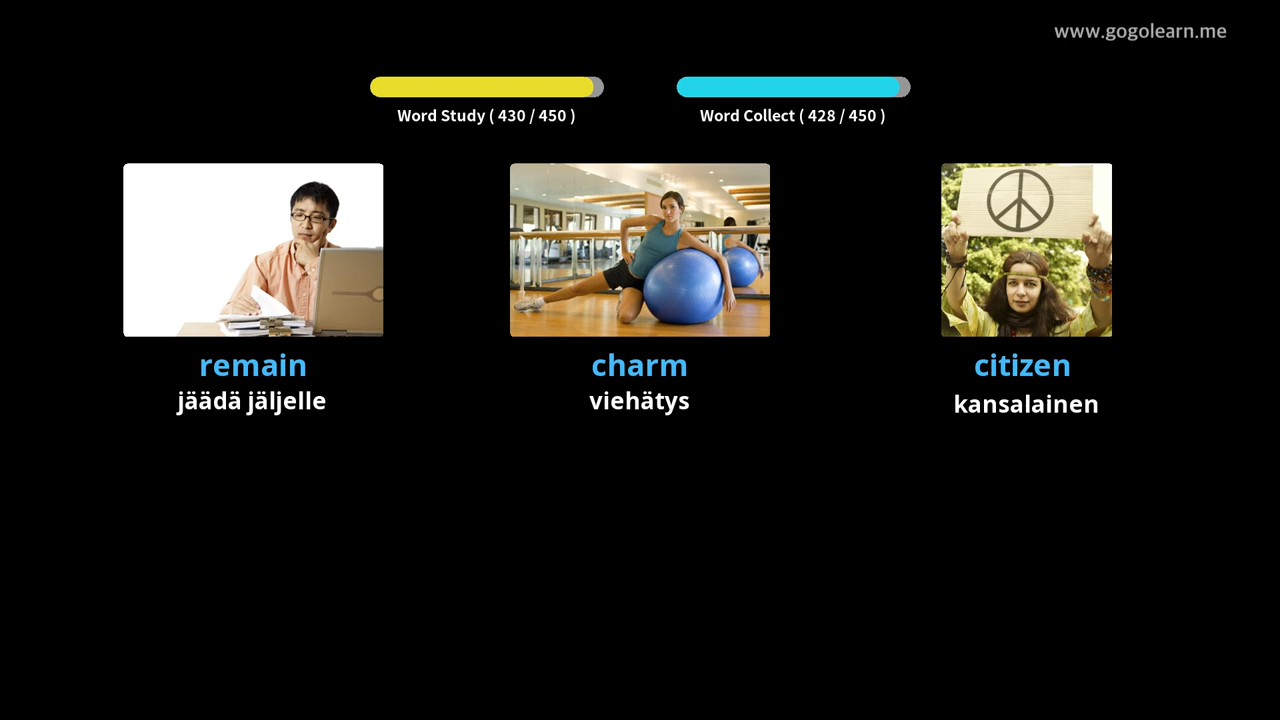 www.gogolearn.me
Word Study ( 430 / 450 )
Word Collect ( 428 / 450 )
remain
jäädä jäljelle
charm
viehätys
citizen
kansalainen